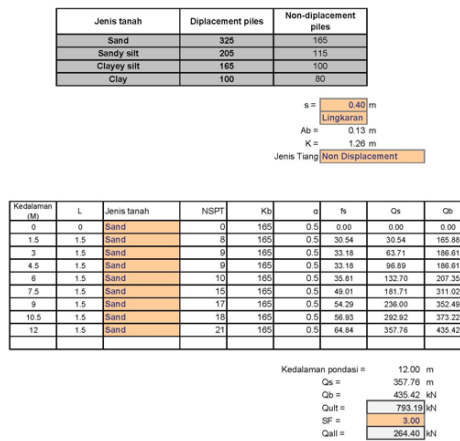 Jenis tanah Diplacement piles Non-diplacement piles
Sand 325 165
Sandy silt 205 115
Clayey silt 165 100
Clay 100 80
s = 0.40 m
Lingkaran
Ab = 0.13 m
K = 1.26 m
Jenis Tiang Non Displacement
Kedalaman (M) L Jenis tanah NSPT Kb α fs Qs Qb
0 0 Sand 0 165 0.5 0.00 0.00 0.00
1.5 1.5 Sand 8 165 0.5 30.54 30.54 165.88
3 1.5 Sand 9 165 0.5 33.18 63.71 186.61
4.5 1.5 Sand 9 165 0.5 33.18 96.89 186.61
6 1.5 Sand 10 165 0.5 35.81 132.70 207.35
7.5 1.5 Sand 15 165 0.5 49.01 181.71 311.02
9 1.5 Sand 17 165 0.5 54.29 236.00 352.49
10.5 1.5 Sand 18 165 0.5 56.93 292.92 373.22
12 1.5 Sand 21 165 0.5 64.84 357.76 435.42
Kedalaman pondasi = 12.00 m
Qs = 357.76 m
Qb = 435.42 kN
Qult = 793.19 kN
SF = 3.00
Qall = 264.40 kN